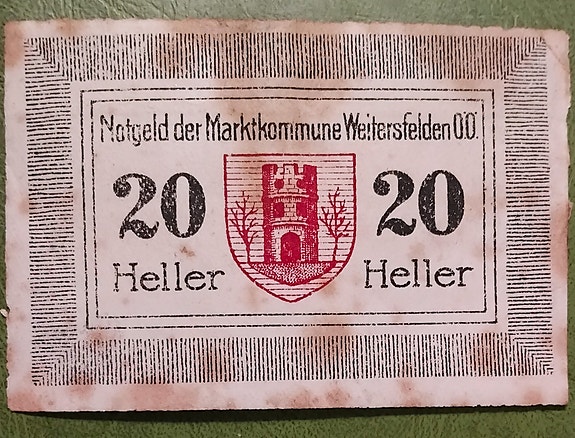 Notgeld der Marktkommune Weitersfelden O.Ö.
20 20
Heller Heller